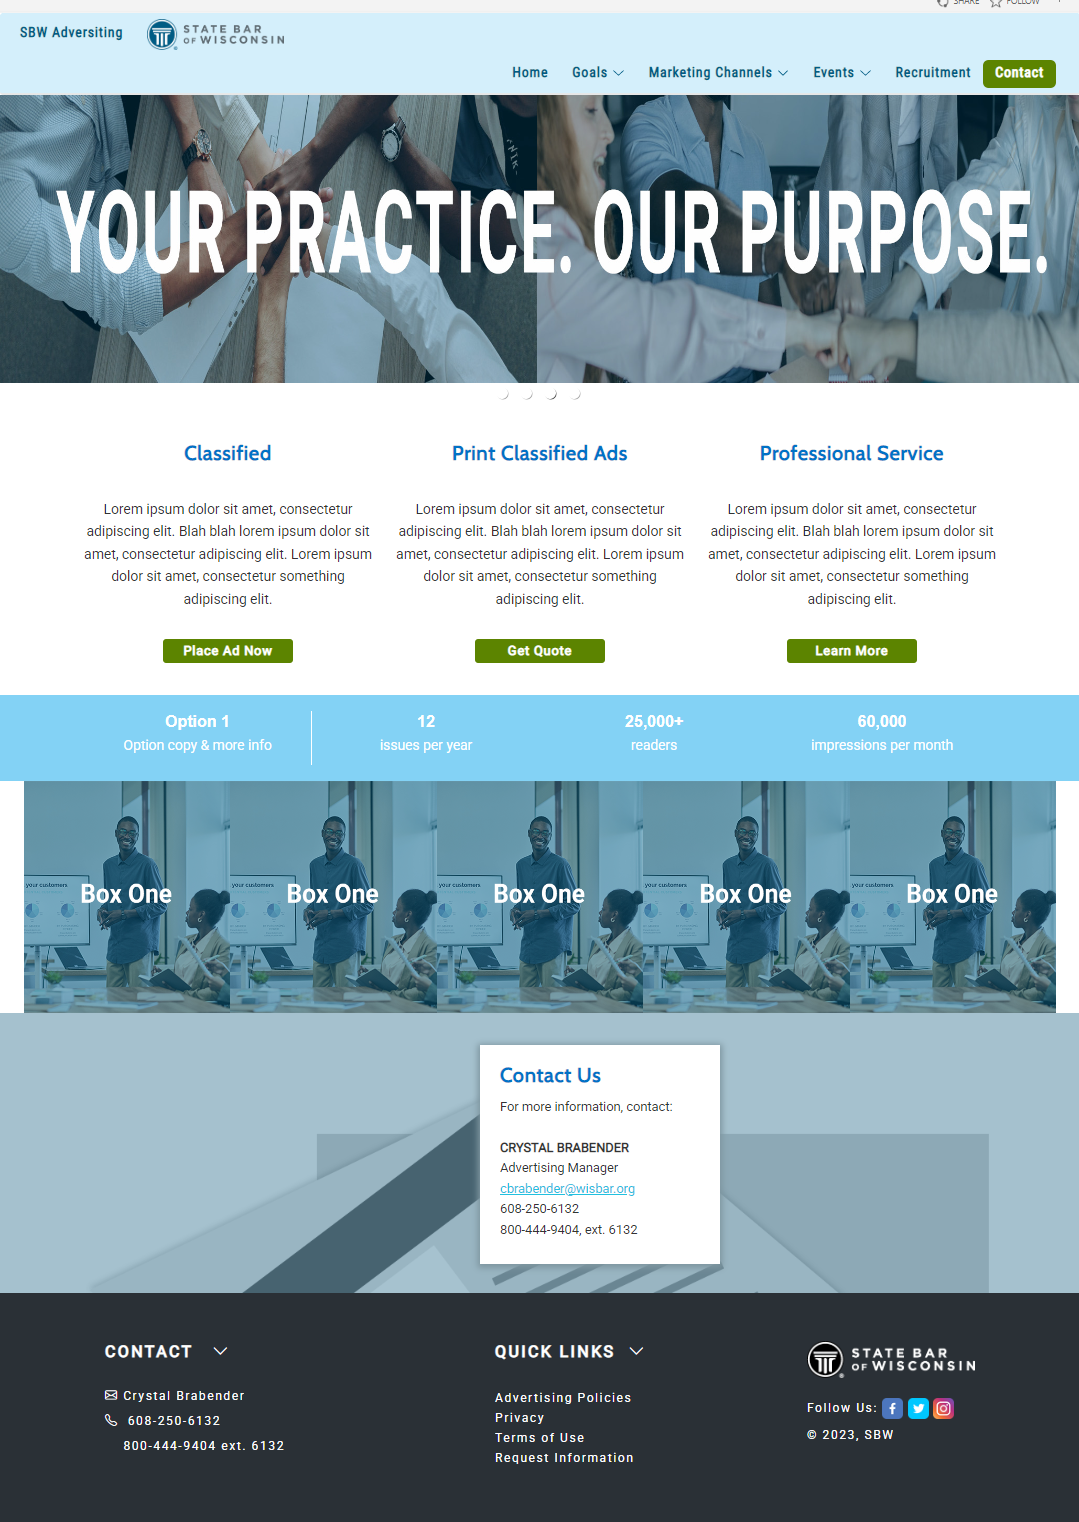 SHARE FOLLOW
SBW Adversiting
STATE BAR
OF WISCONSIN
Home Goals Marketing Channels Events Recruitment Contact
YOUR PRACTICE. OUR PURPOSE.
Classified Print Classified Ads Professional Service
Lorem ipsum dolor sit amet, consectetur
adipiscing elit. Blah blah lorem ipsum dolor sit
amet, consectetur adipiscing elit. Lorem ipsum
dolor sit amet, consectetur something
adipiscing elit.
Lorem ipsum dolor sit amet, consectetur
adipiscing elit. Blah blah lorem ipsum dolor sit
amet, consectetur adipiscing elit. Lorem ipsum
dolor sit amet, consectetur something
adipiscing elit.
Lorem ipsum dolor sit amet, consectetur
adipiscing elit. Blah blah lorem ipsum dolor sit
amet, consectetur adipiscing elit. Lorem ipsum
dolor sit amet, consectetur something
adipiscing elit.
Place Ad Now Get Quote Learn More
Option 1 12 25,000+ 60,000
Option copy & more info issues per year readers impressions per month
your customers your customers your customers your customers your customers
Box One Box One Box One Box One Box One
Contact Us
For more information, contact:
CRYSTAL BRABENDER
Advertising Manager
cbrabender@wisbar.org
608-250-6132
800-444-9404, ext. 6132
CONTACT
Crystal Brabender
608-250-6132
800-444-9404 ext. 6132
QUICK LINKS
Advertising Policies
Privacy
Terms of Use
Request Information
STATE BAR
OF WISCONSIN
Follow Us:
© 2023, SBW